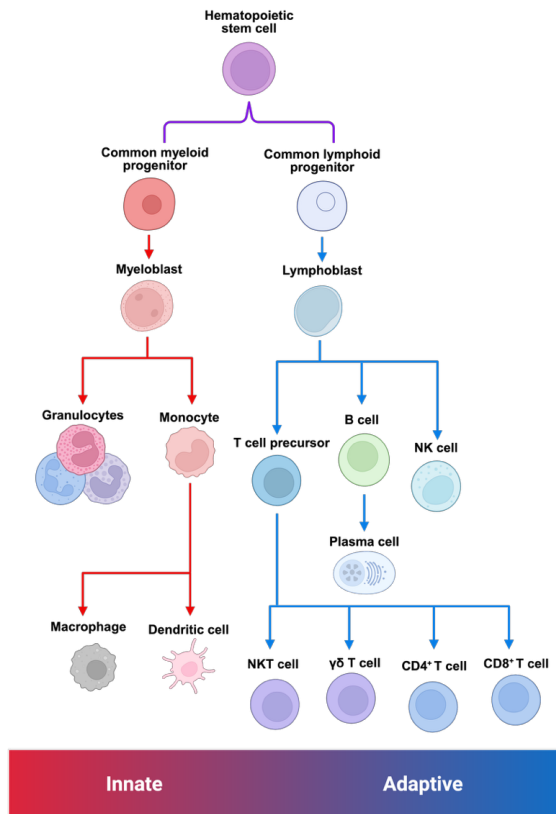 Hematopoietic
stem cell
Common myeloid
progenitor
Common lymphoid
progenitor
Myeloblast
Lymphoblast
Granulocytes
Monocyte
T cell precursor
B cell
NK cell
Plasma cell
Macrophage
Dendritic cell
NKT cell
γδ T cell
CD4⁺ T cell
CD8⁺ T cell
Innate
Adaptive